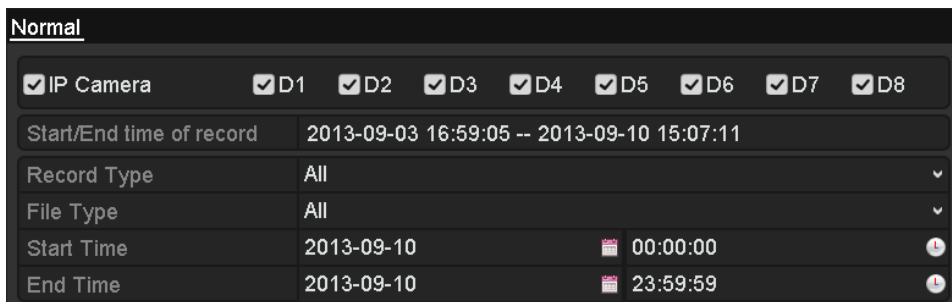 Normal
IP Camera D1 D2 D3 D4 D5 D6 D7 D8
Start/End time of record 2013-09-03 16:59:05 -- 2013-09-10 15:07:11
Record Type All
File Type All
Start Time 2013-09-10 00:00:00
End Time 2013-09-10 23:59:59